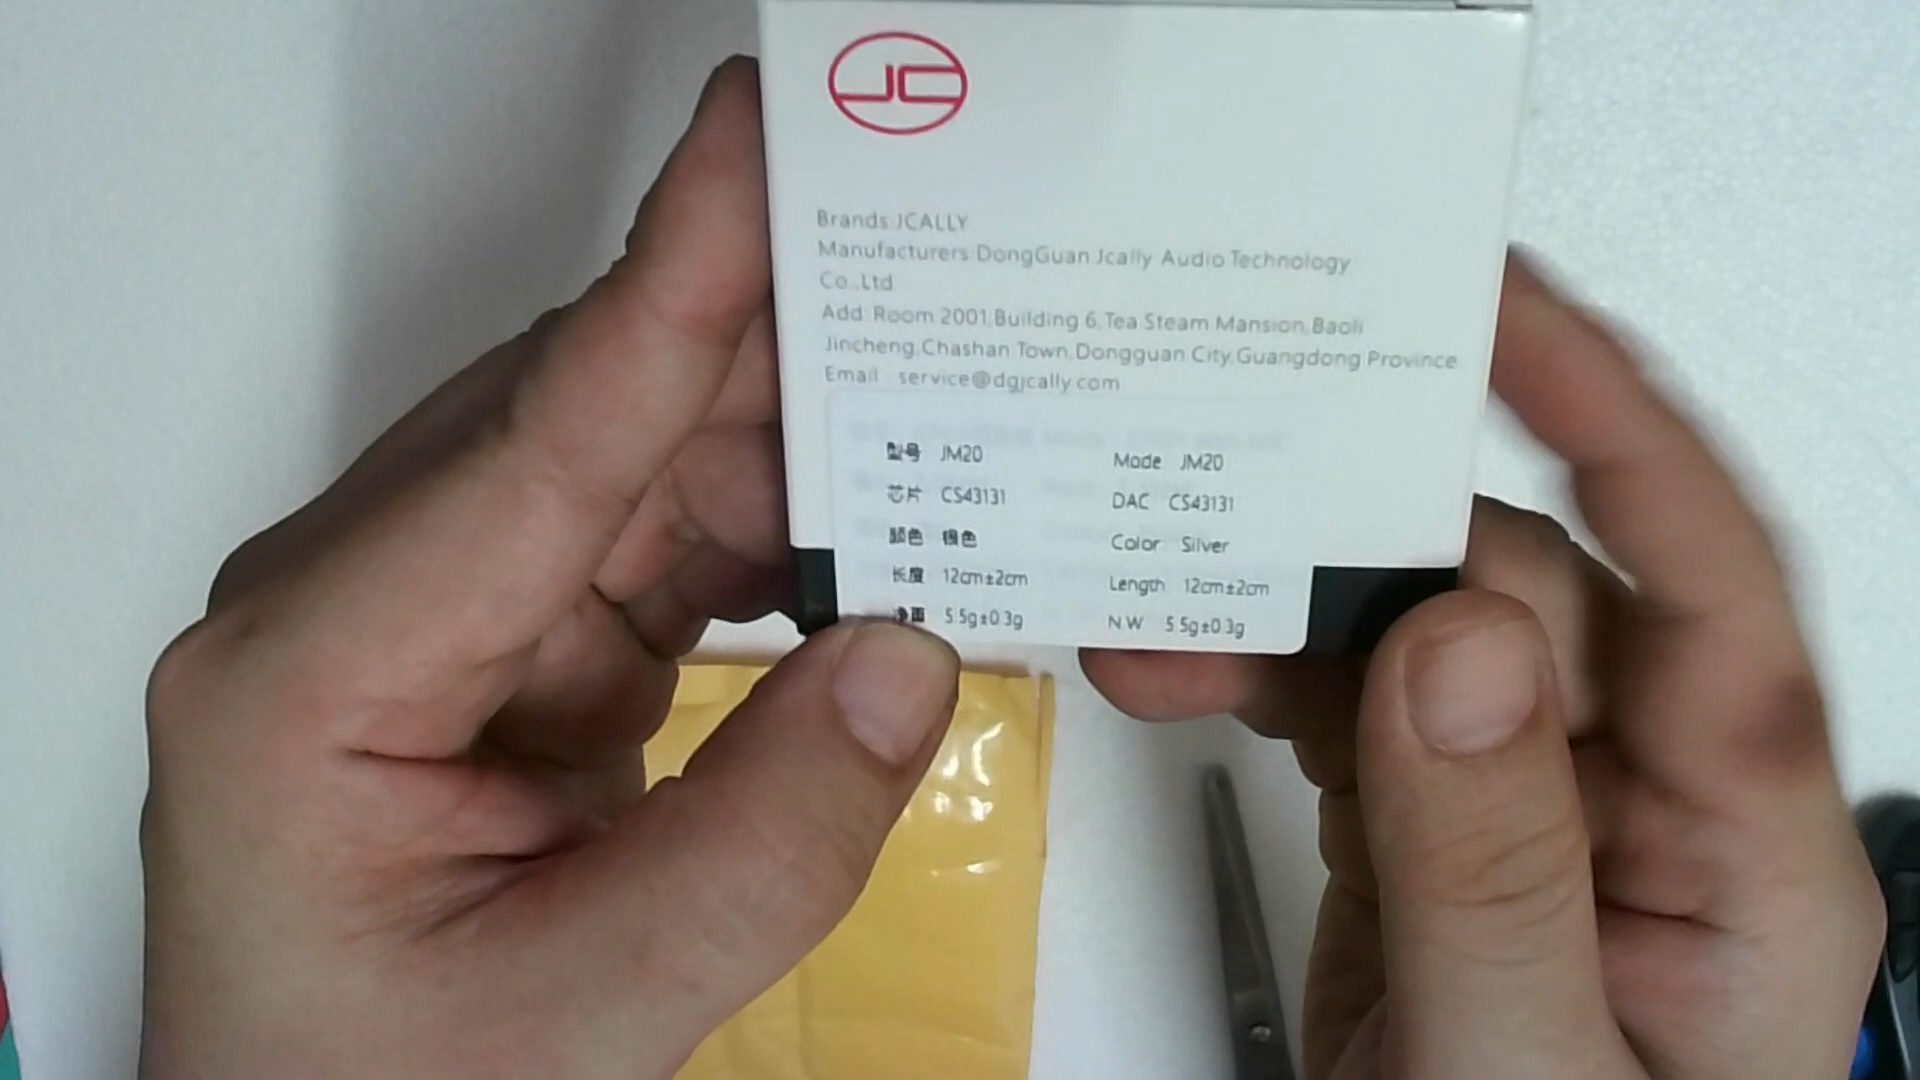 JC
Brands:JCALLY
Manufacturers:DongGuan Jcally Audio Technology
Co.,Ltd
Add: Room 2001,Building 6,Tea Steam Mansion,Baoli
Jincheng,Chashan Town,Dongguan City,Guangdong Province
Email : service@dgjcally.com
型号 JM20 Mode JM20
芯片 CS43131 DAC CS43131
颜色 银色 Color Silver
长度 12cm±2cm Length 12cm±2cm
净重 5.5g±0.3g N.W 5.5g±0.3g